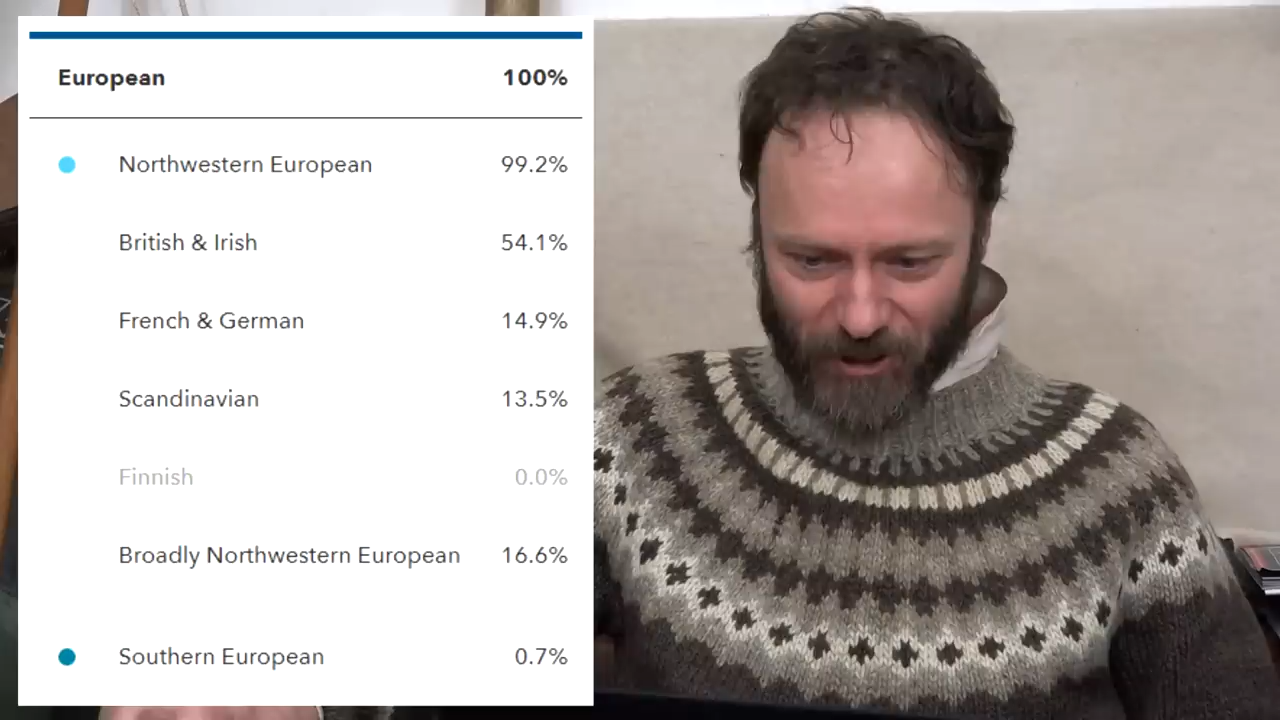 European 100%
Northwestern European 99.2%
British & Irish 54.1%
French & German 14.9%
Scandinavian 13.5%
Finnish 0.0%
Broadly Northwestern European 16.6%
Southern European 0.7%